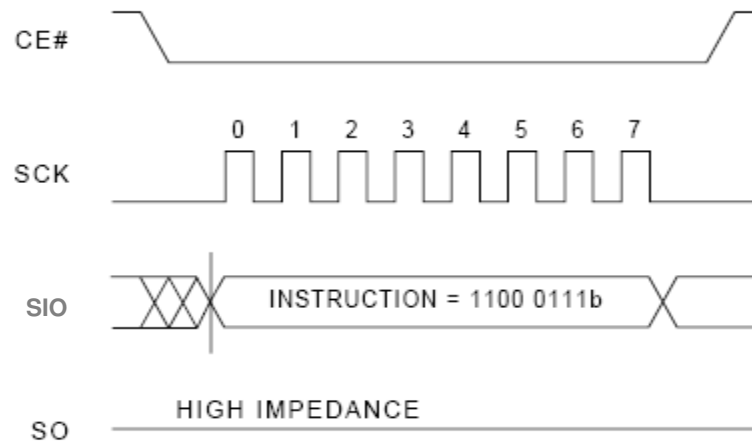 CE#
0 1 2 3 4 5 6 7
SCK
SIO INSTRUCTION = 1100 0111b
HIGH IMPEDANCE
SO